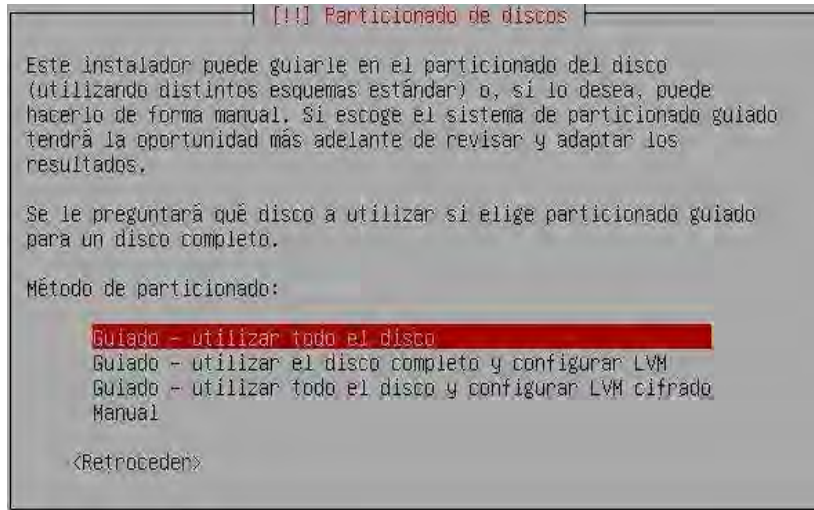 [!!] Particionado de discos
Este instalador puede guiarle en el particionado del disco
(utilizando distintos esquemas estándar) o, si lo desea, puede
hacerlo de forma manual. Si escoge el sistema de particionado guiado
tendrá la oportunidad más adelante de revisar y adaptar los
resultados.
Se le preguntará qué disco a utilizar si elige particionado guiado
para un disco completo.
Método de particionado:
Guiado - utilizar todo el disco
Guiado - utilizar el disco completo y configurar LVM
Guiado - utilizar todo el disco y configurar LVM cifrado
Manual
<Retroceder>